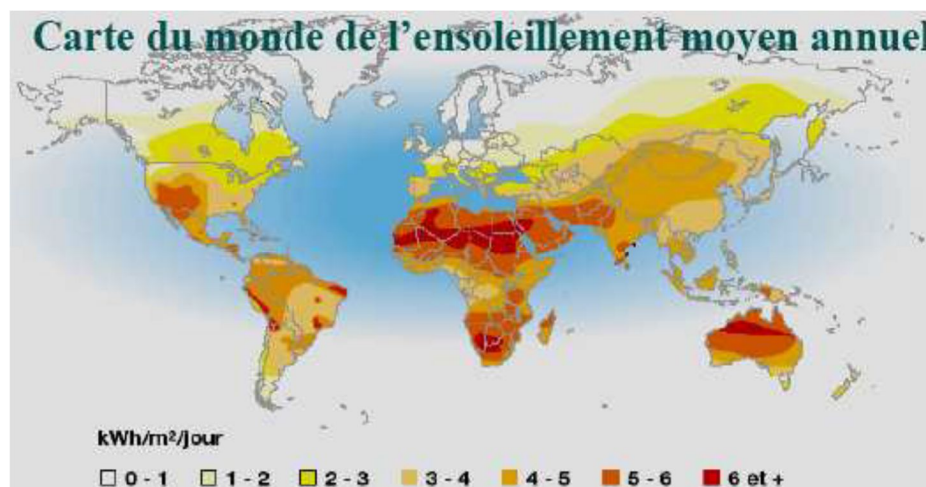 Carte du monde de l’ensoleillement moyen annuel
kWh/m²/jour
0 - 1 1 - 2 2 - 3 3 - 4 4 - 5 5 - 6 6 et +